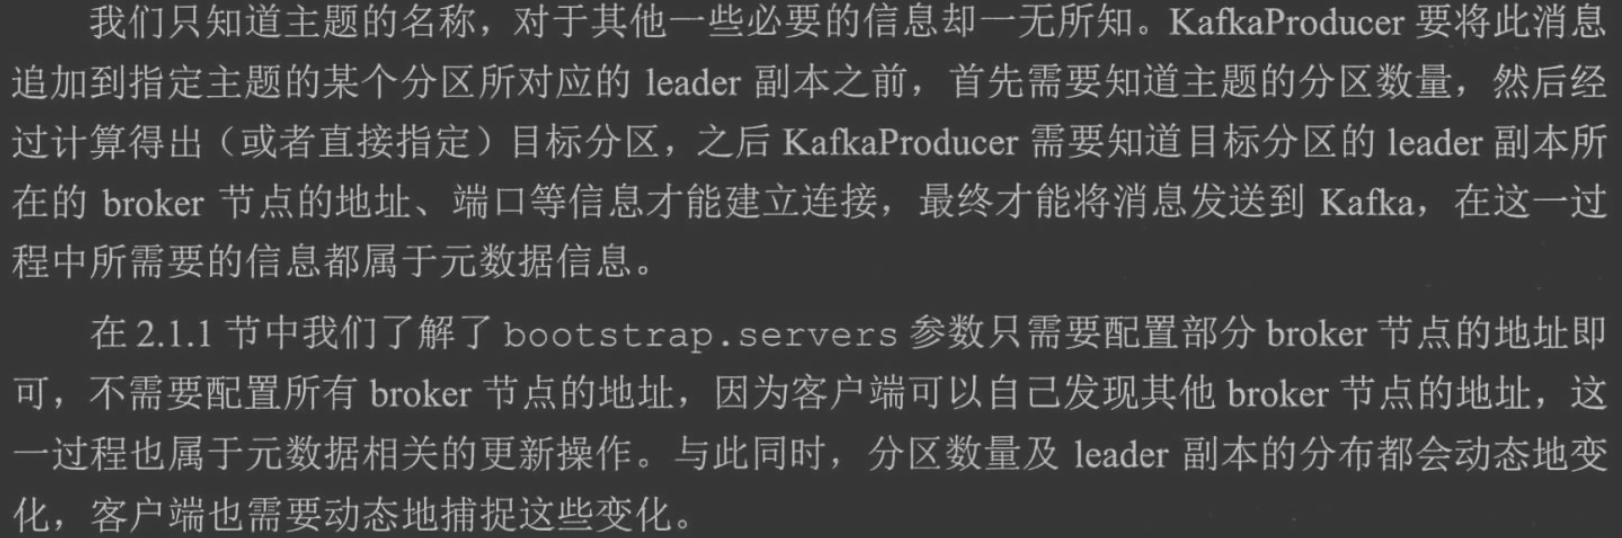 我们只知道主题的名称，对于其他一些必要的信息却一无所知。KafkaProducer 要将此消息
追加到指定主题的某个分区所对应的 leader 副本之前，首先需要知道主题的分区数量，然后经
过计算得出（或者直接指定）目标分区，之后 KafkaProducer 需要知道目标分区的 leader 副本所
在的 broker 节点的地址、端口等信息才能建立连接，最终才能将消息发送到 Kafka，在这一过
程中所需要的信息都属于元数据信息。
在 2.1.1 节中我们了解了 bootstrap.servers 参数只需要配置部分 broker 节点的地址即
可，不需要配置所有 broker 节点的地址，因为客户端可以自己发现其他 broker 节点的地址，这
一过程也属于元数据相关的更新操作。与此同时，分区数量及 leader 副本的分布都会动态地变
化，客户端也需要动态地捕捉这些变化。